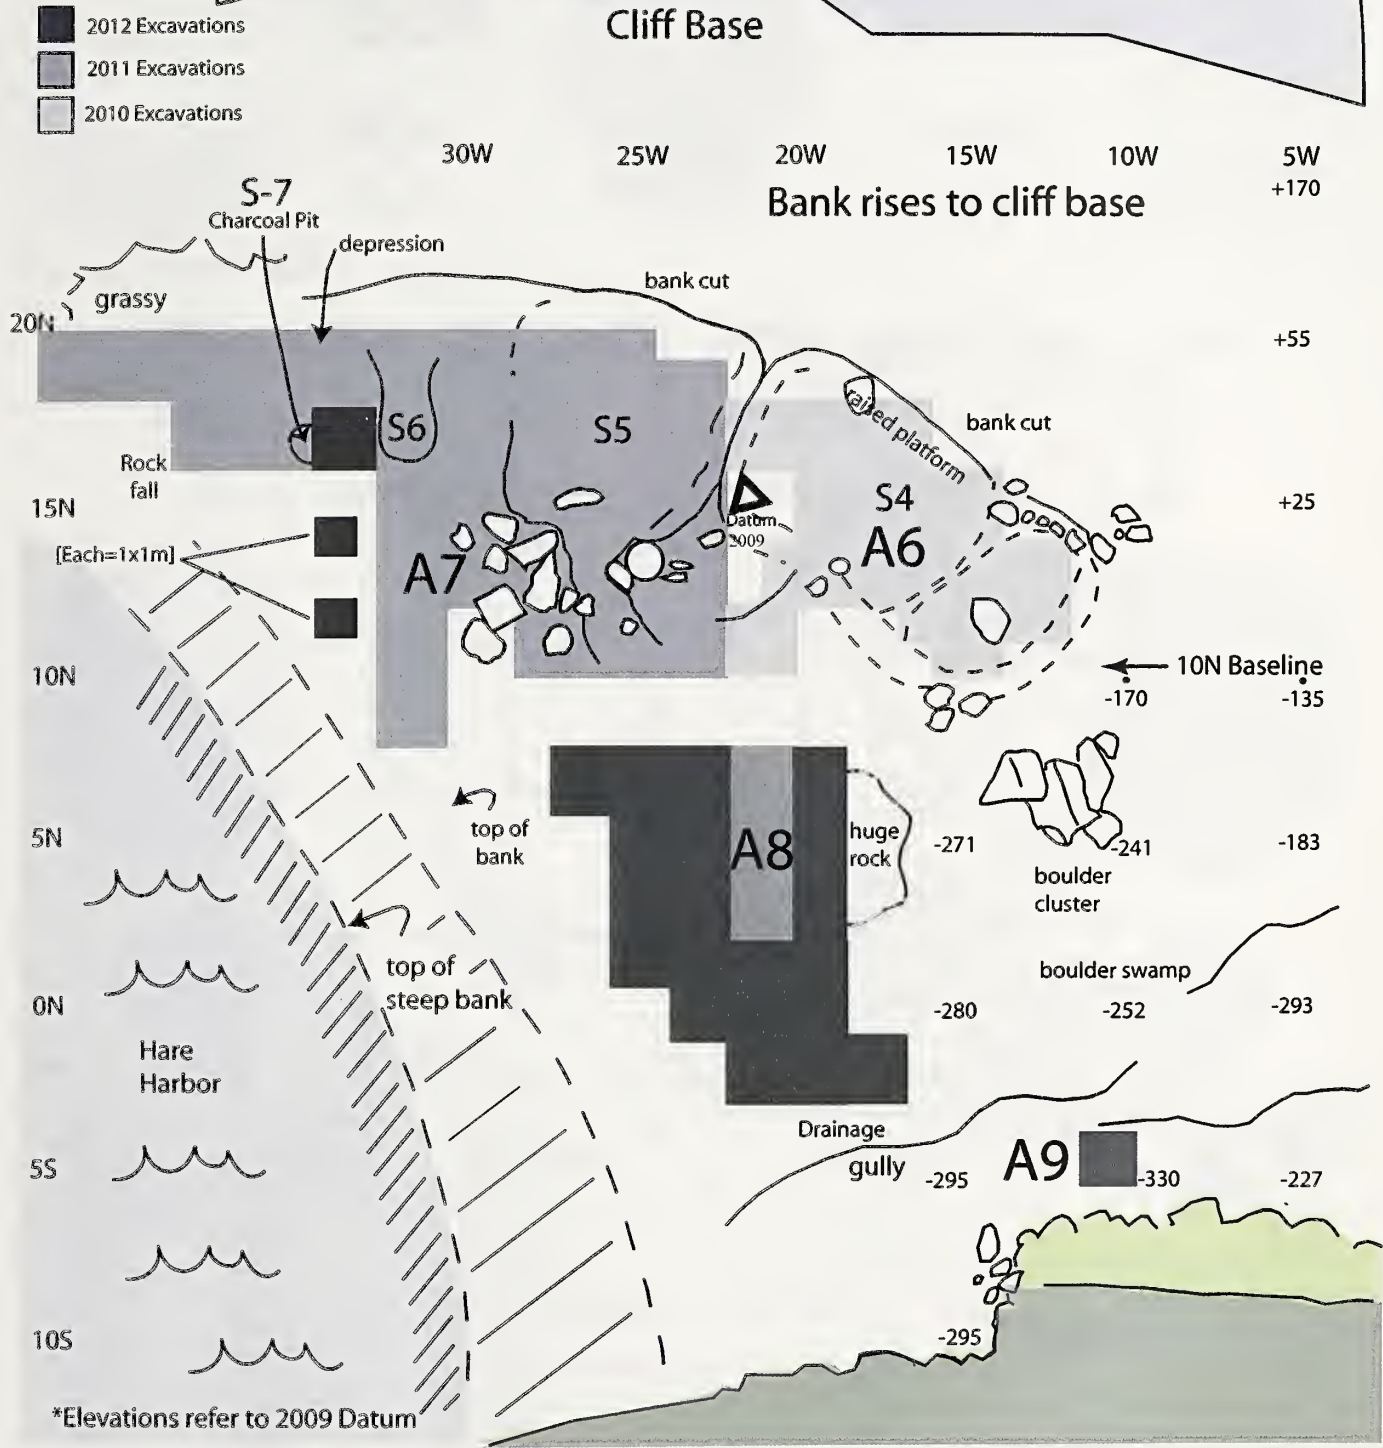 Cliff Base
2012 Excavations
2011 Excavations
2010 Excavations
30W 25W 20W 15W 10W 5W
+170
Bank rises to cliff base
S-7
Charcoal Pit
depression
bank cut
grassy
20N
+55
raised platform
bank cut
S6
S5
Rock
fall
15N
S4
+25
Datum
2009
[Each=1x1m]
A7
A6
10N
10N Baseline
-170
-135
top of
bank
5N
A8
huge
rock
-271
-241
-183
boulder
cluster
top of
steep bank
boulder swamp
0N
-280
-252
-293
Hare
Harbor
Drainage
gully
5S
-295
A9
-330
-227
10S
-295
*Elevations refer to 2009 Datum